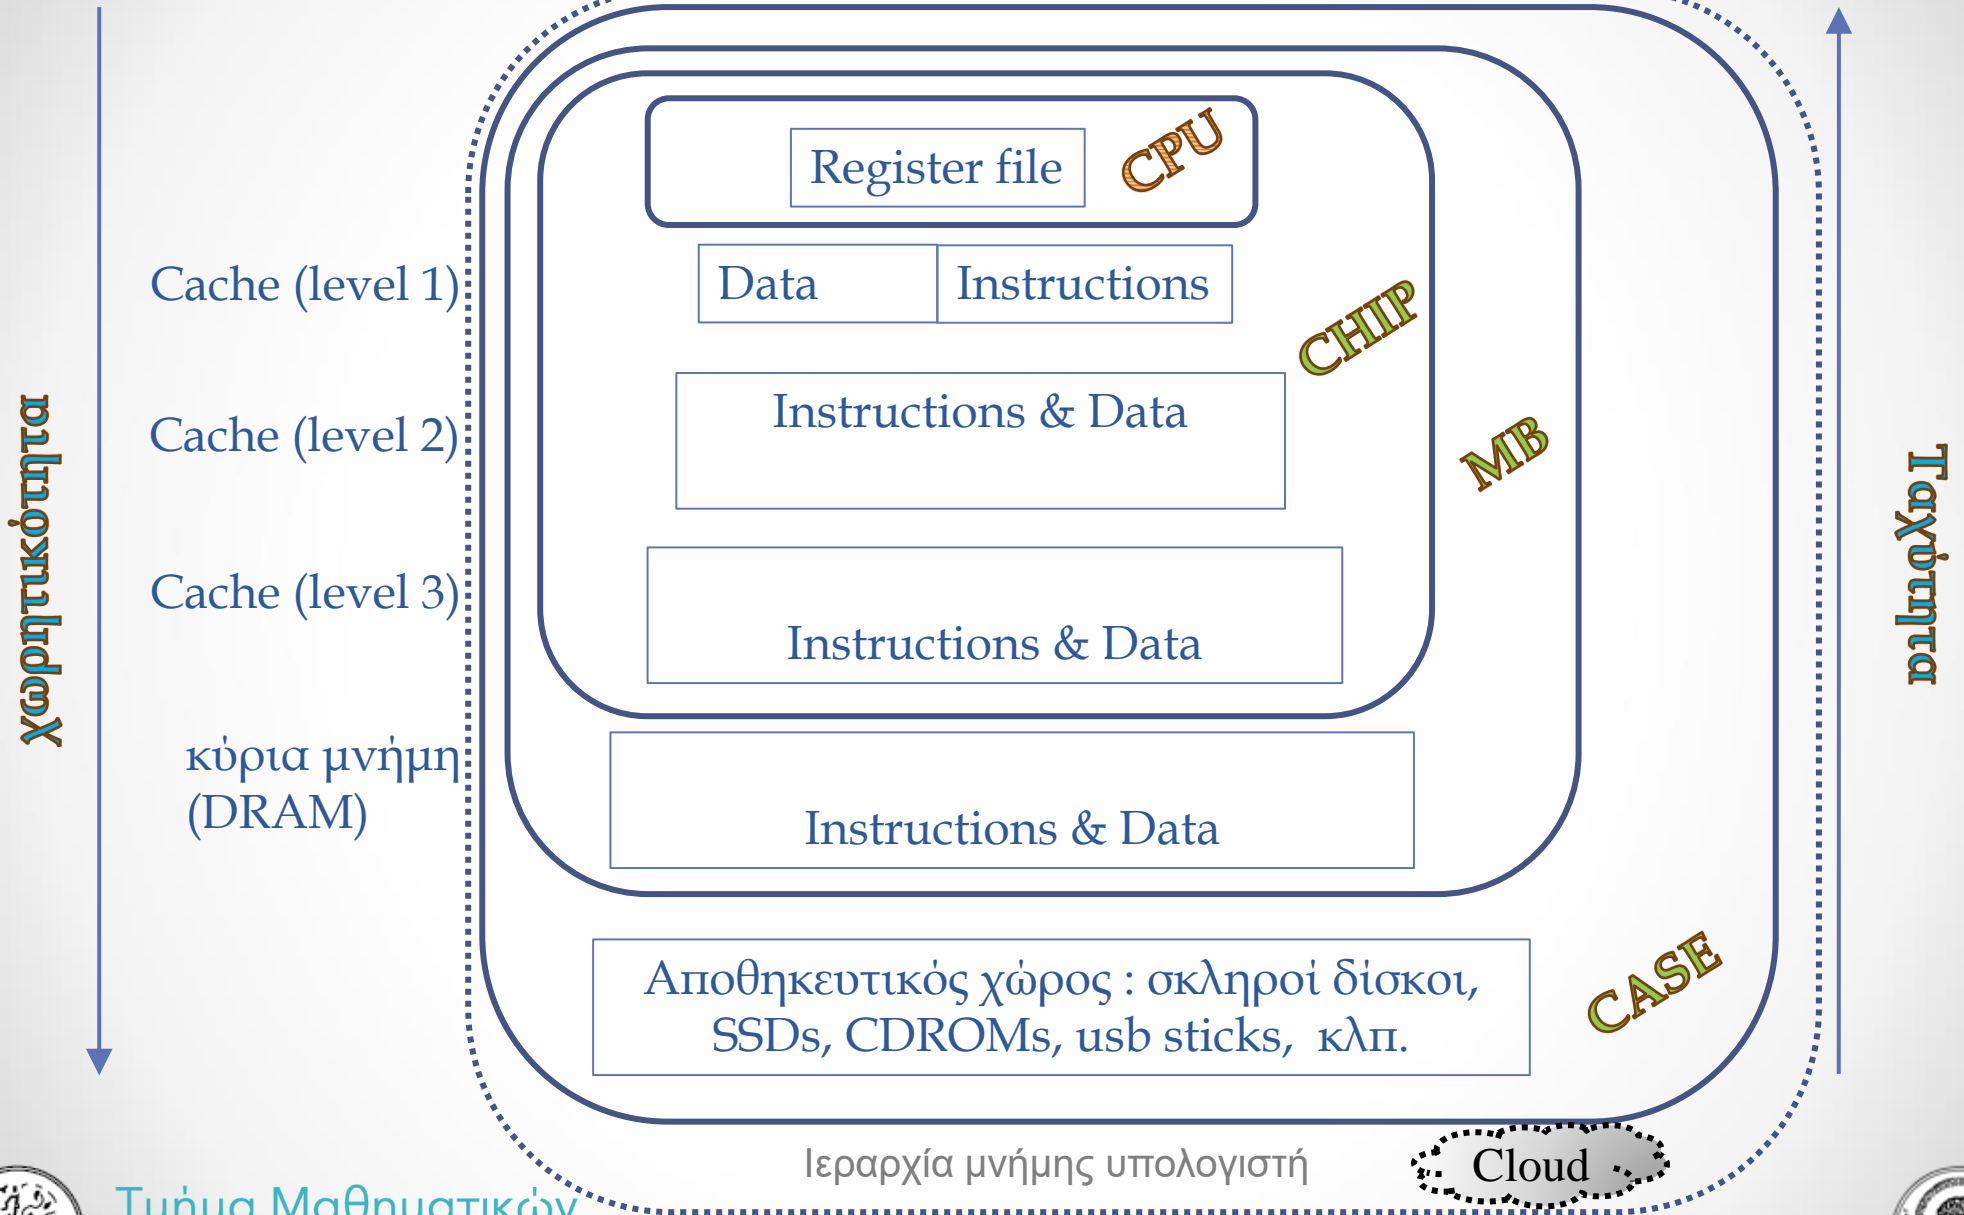 Register file
CPU
Cache (level 1)
Data
Instructions
CHIP
Cache (level 2)
Instructions & Data
MB
Cache (level 3)
Instructions & Data
χωρητικότητα
Ταχύτητα
κύρια μνήμη
(DRAM)
Instructions & Data
Αποθηκευτικός χώρος : σκληροί δίσκοι,
SSDs, CDROMs, usb sticks, κλπ.
CASE
Ιεραρχία μνήμης υπολογιστή
Cloud
Τμήμα Μαθηματικών